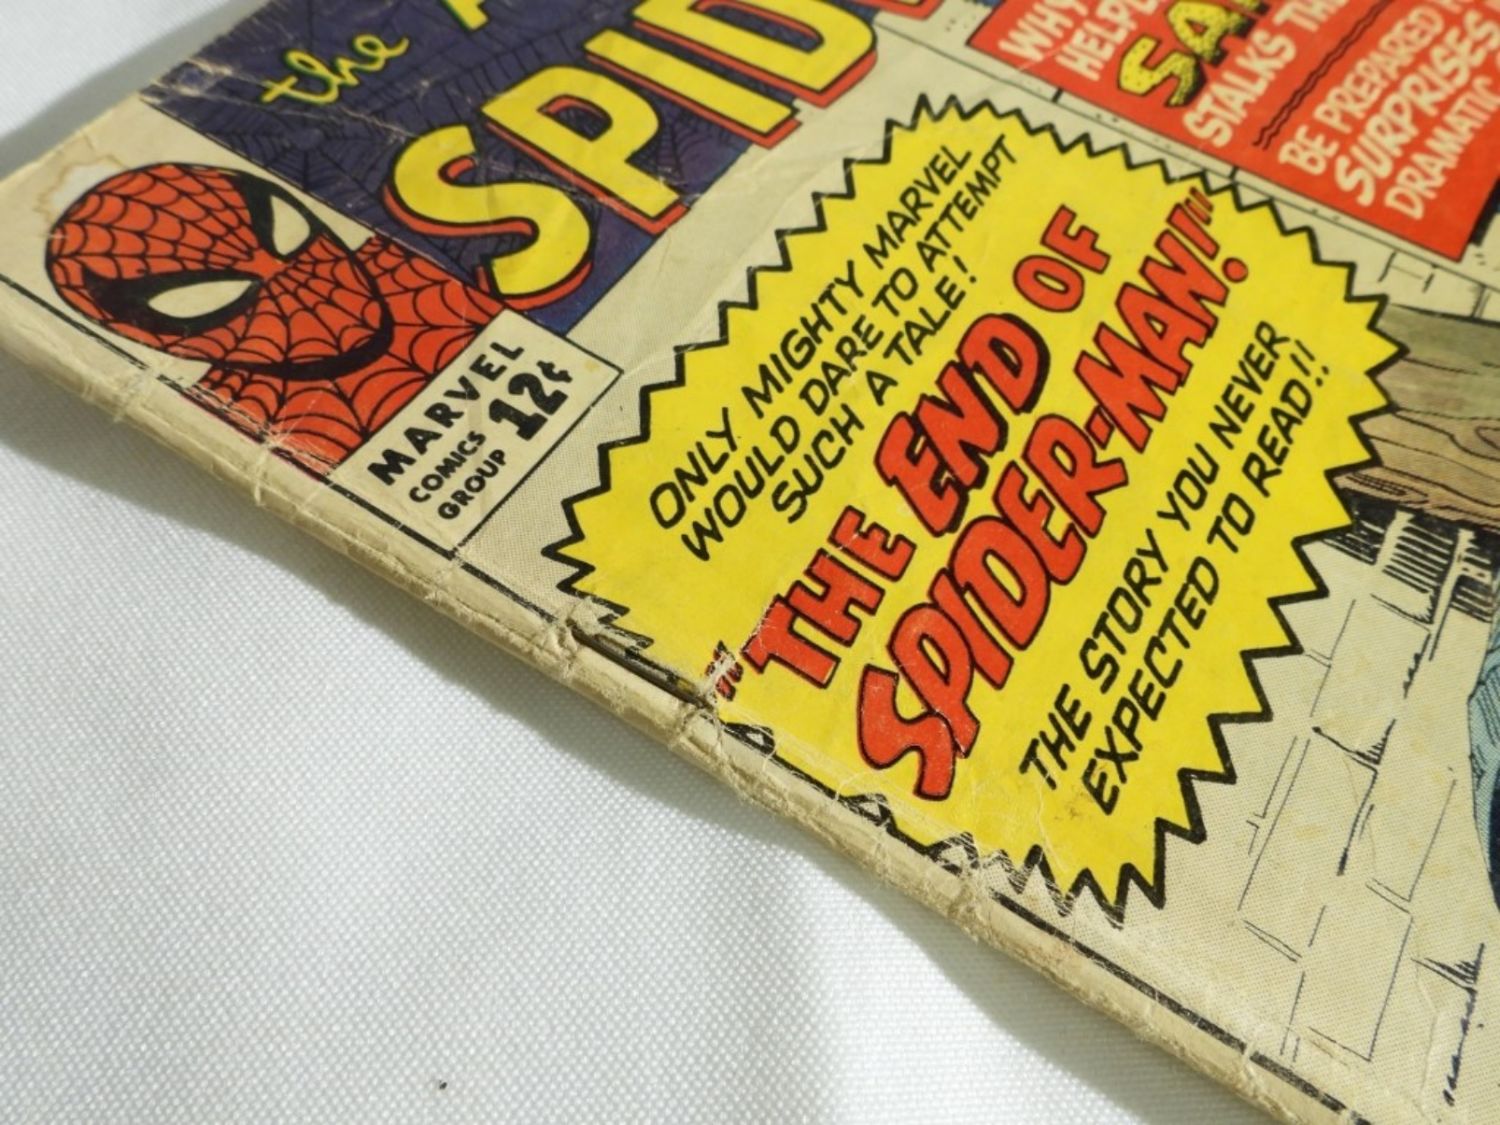 the
SPID
MARVEL
COMICS
GROUP
12¢
WHY
STALKS
BE PREPARED
SURPRISES
DRAMATIC
ONLY MIGHTY MARVEL
WOULD DARE TO ATTEMPT
SUCH A TALE!
"THE END OF
SPIDER-MAN!"
THE STORY YOU NEVER
EXPECTED TO READ!!